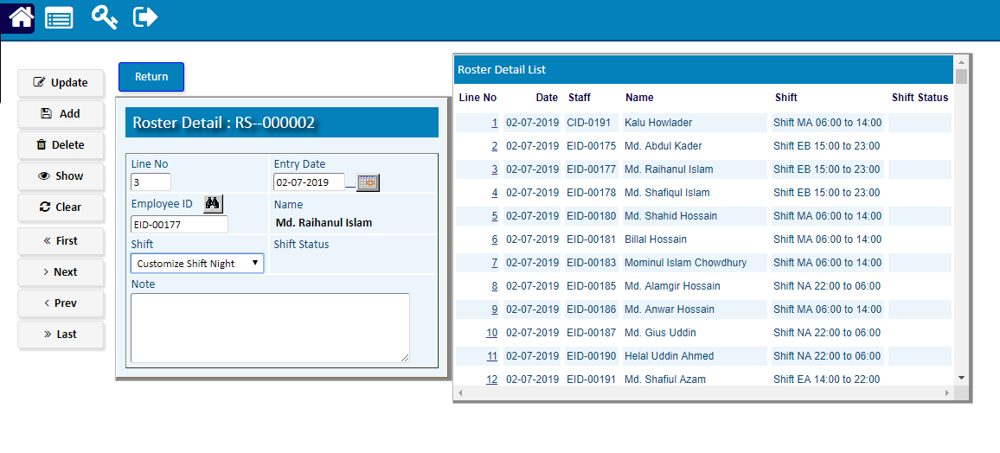 Update
Add
Delete
Show
Clear
« First
> Next
< Prev
» Last
Return
Roster Detail : RS--000002
Line No Entry Date
3 02-07-2019
Employee ID Name
EID-00177 Md. Raihanul Islam
Shift Shift Status
Customize Shift Night
Note
Roster Detail List
Line No Date Staff Name Shift Shift Status
1 02-07-2019 CID-0191 Kalu Howlader Shift MA 06:00 to 14:00
2 02-07-2019 EID-00175 Md. Abdul Kader Shift EB 15:00 to 23:00
3 02-07-2019 EID-00177 Md. Raihanul Islam Shift EB 15:00 to 23:00
4 02-07-2019 EID-00178 Md. Shafiqul Islam Shift EB 15:00 to 23:00
5 02-07-2019 EID-00180 Md. Shahid Hossain Shift MA 06:00 to 14:00
6 02-07-2019 EID-00181 Billal Hossain Shift MA 06:00 to 14:00
7 02-07-2019 EID-00183 Mominul Islam Chowdhury Shift MA 06:00 to 14:00
8 02-07-2019 EID-00185 Md. Alamgir Hossain Shift NA 22:00 to 06:00
9 02-07-2019 EID-00186 Md. Anwar Hossain Shift MA 06:00 to 14:00
10 02-07-2019 EID-00187 Md. Gius Uddin Shift NA 22:00 to 06:00
11 02-07-2019 EID-00190 Helal Uddin Ahmed Shift NA 22:00 to 06:00
12 02-07-2019 EID-00191 Md. Shafiul Azam Shift EA 14:00 to 22:00